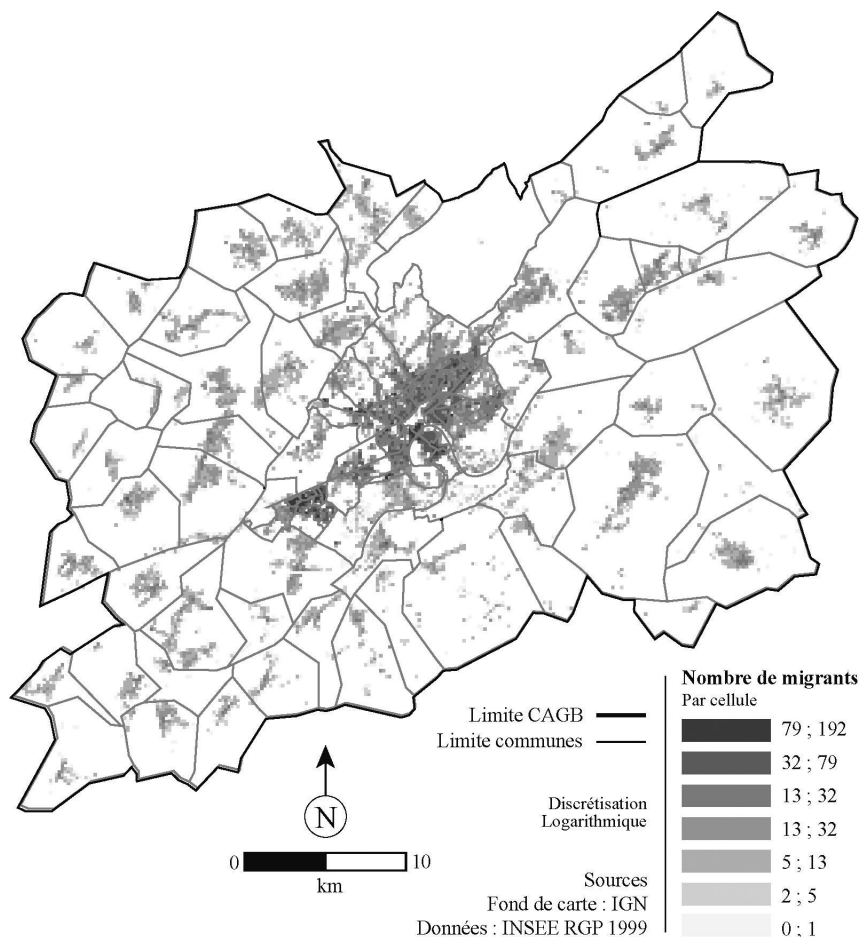 Nombre de migrants
Par cellule
79 ; 192
32 ; 79
13 ; 32
13 ; 32
5 ; 13
2 ; 5
0 ; 1
Limite CAGB
Limite communes
Discrétisation
Logarithmique
Sources
Fond de carte : IGN
Données : INSEE RGP 1999
N
0 10
km